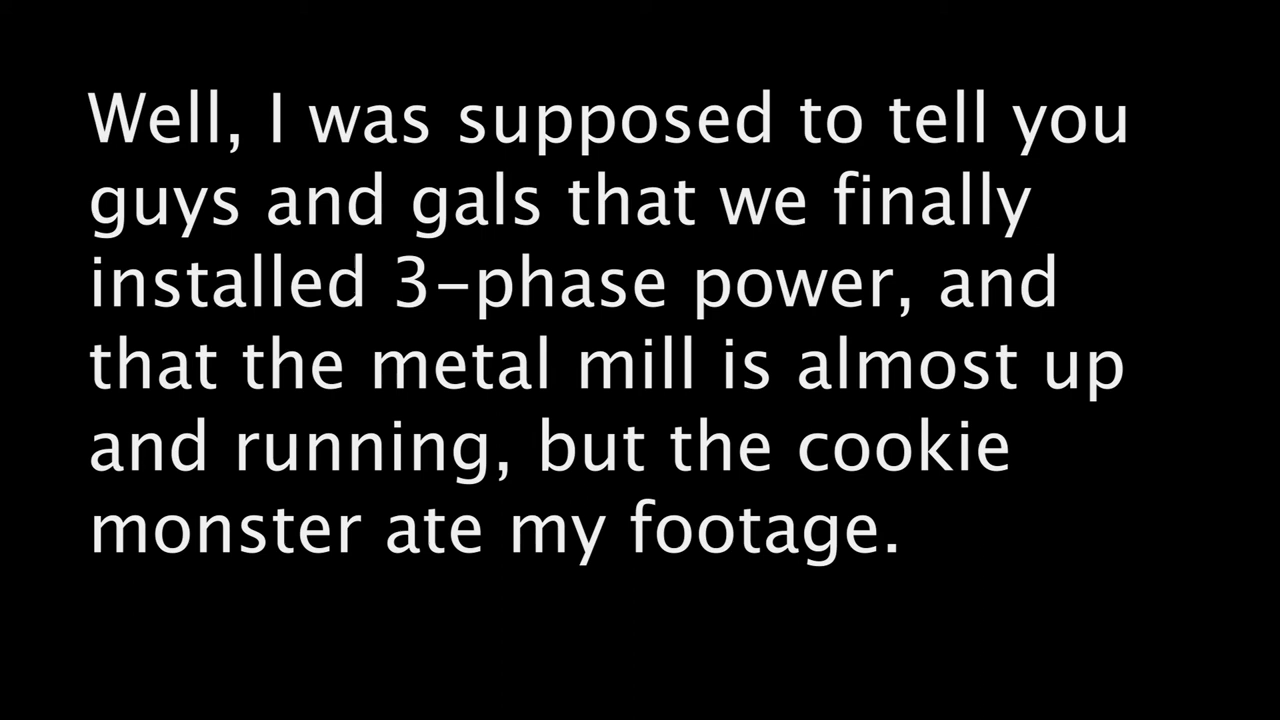 Well, I was supposed to tell you
guys and gals that we finally
installed 3-phase power, and
that the metal mill is almost up
and running, but the cookie
monster ate my footage.